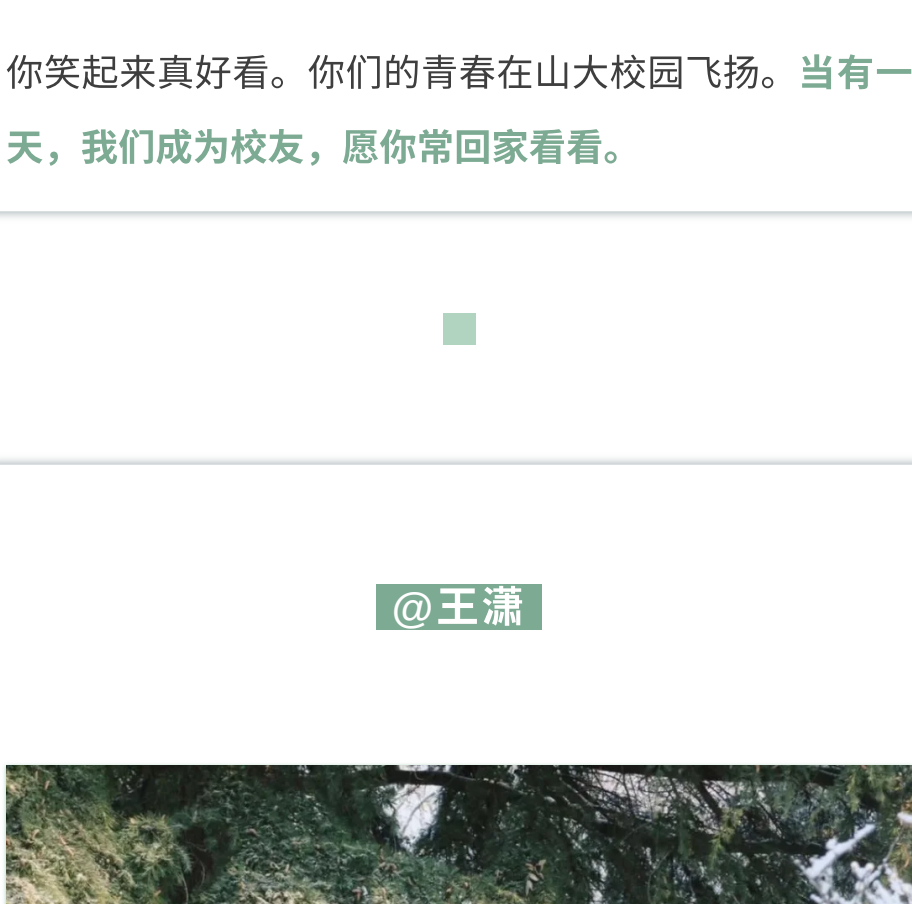 你笑起来真好看。你们的青春在山大校园飞扬。当有一
天，我们成为校友，愿你常回家看看。
@王潇